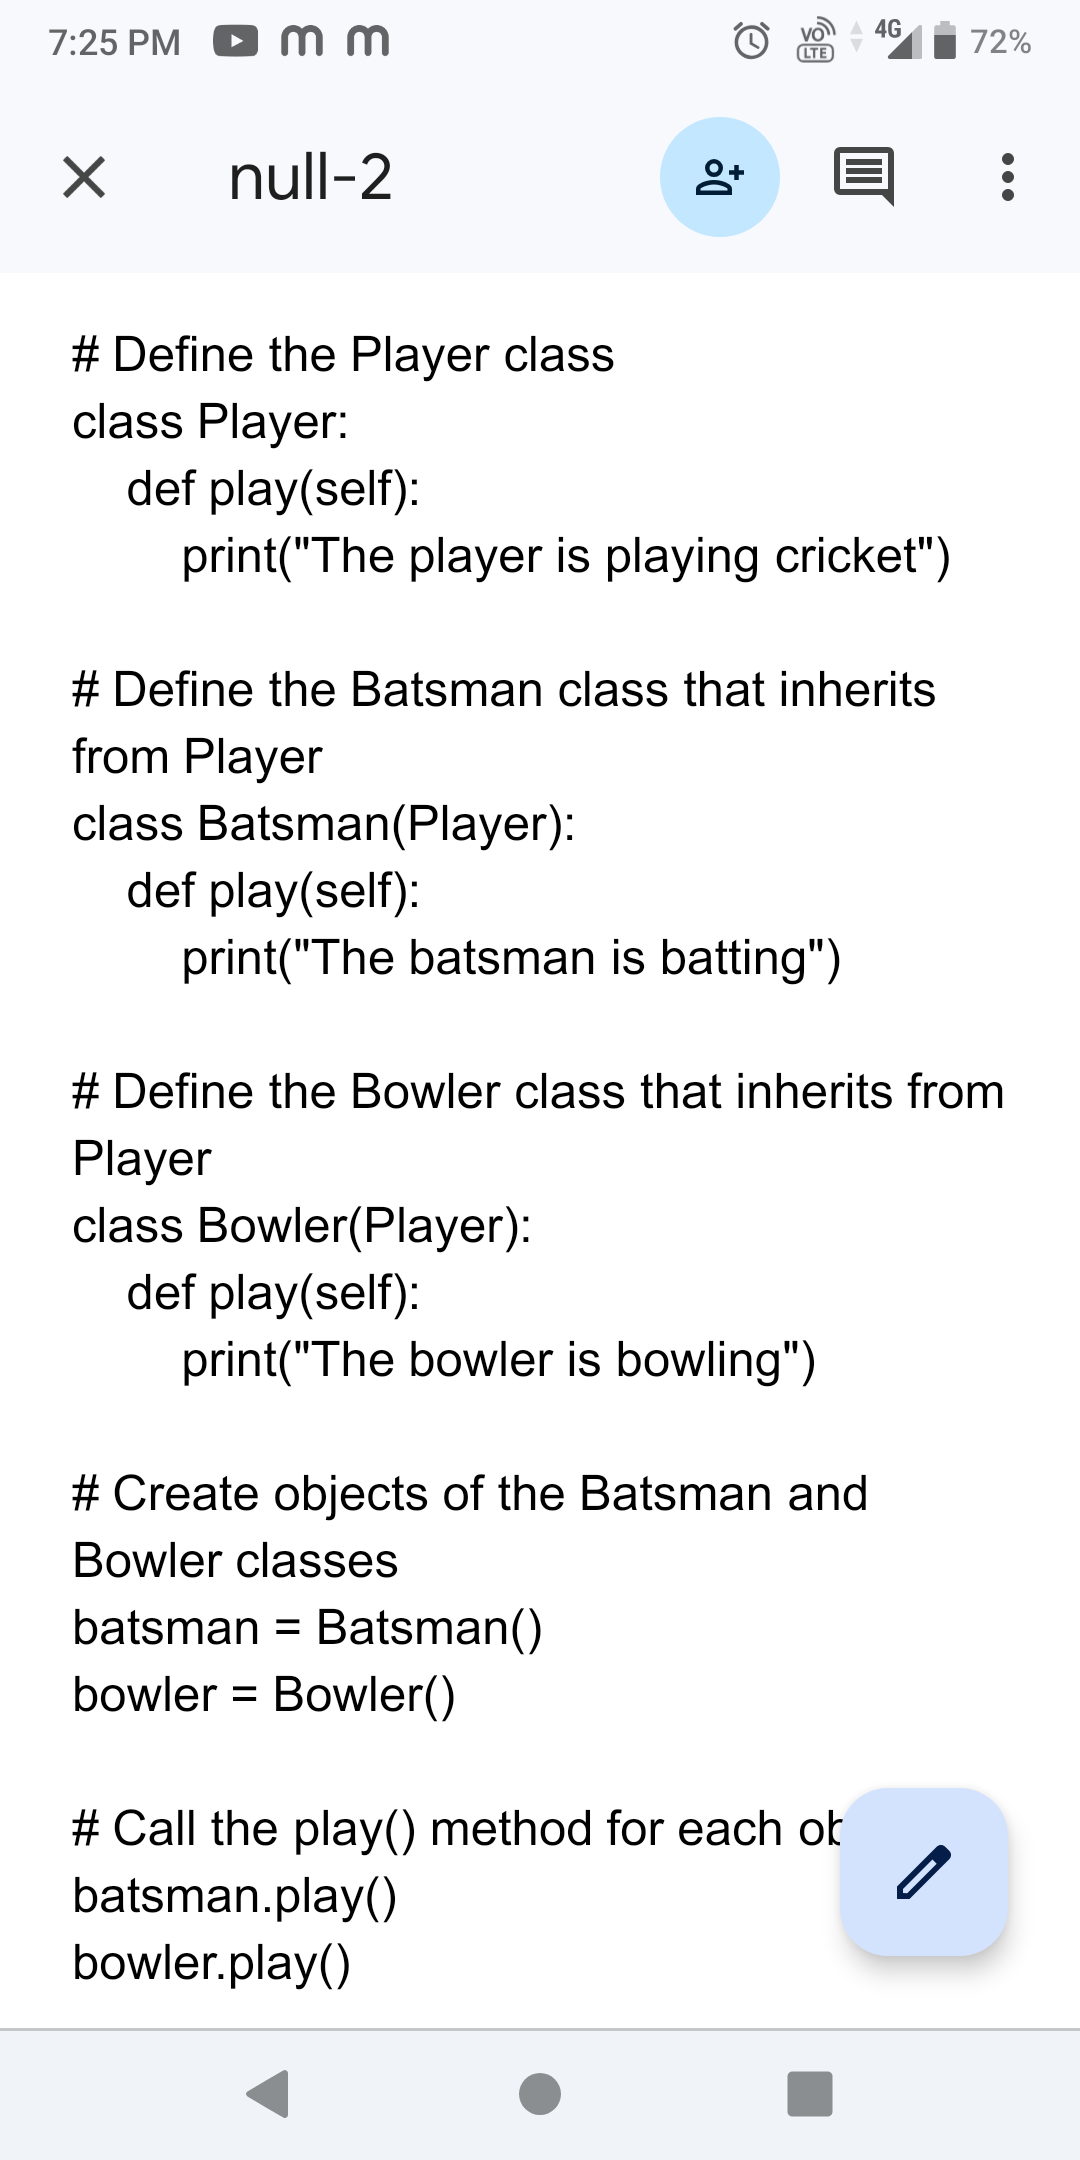 7:25 PM
VO
LTE
4G
72%
null-2
# Define the Player class
class Player:
    def play(self):
        print("The player is playing cricket")
# Define the Batsman class that inherits
from Player
class Batsman(Player):
    def play(self):
        print("The batsman is batting")
# Define the Bowler class that inherits from
Player
class Bowler(Player):
    def play(self):
        print("The bowler is bowling")
# Create objects of the Batsman and
Bowler classes
batsman = Batsman()
bowler = Bowler()
# Call the play() method for each
batsman.play()
bowler.play()